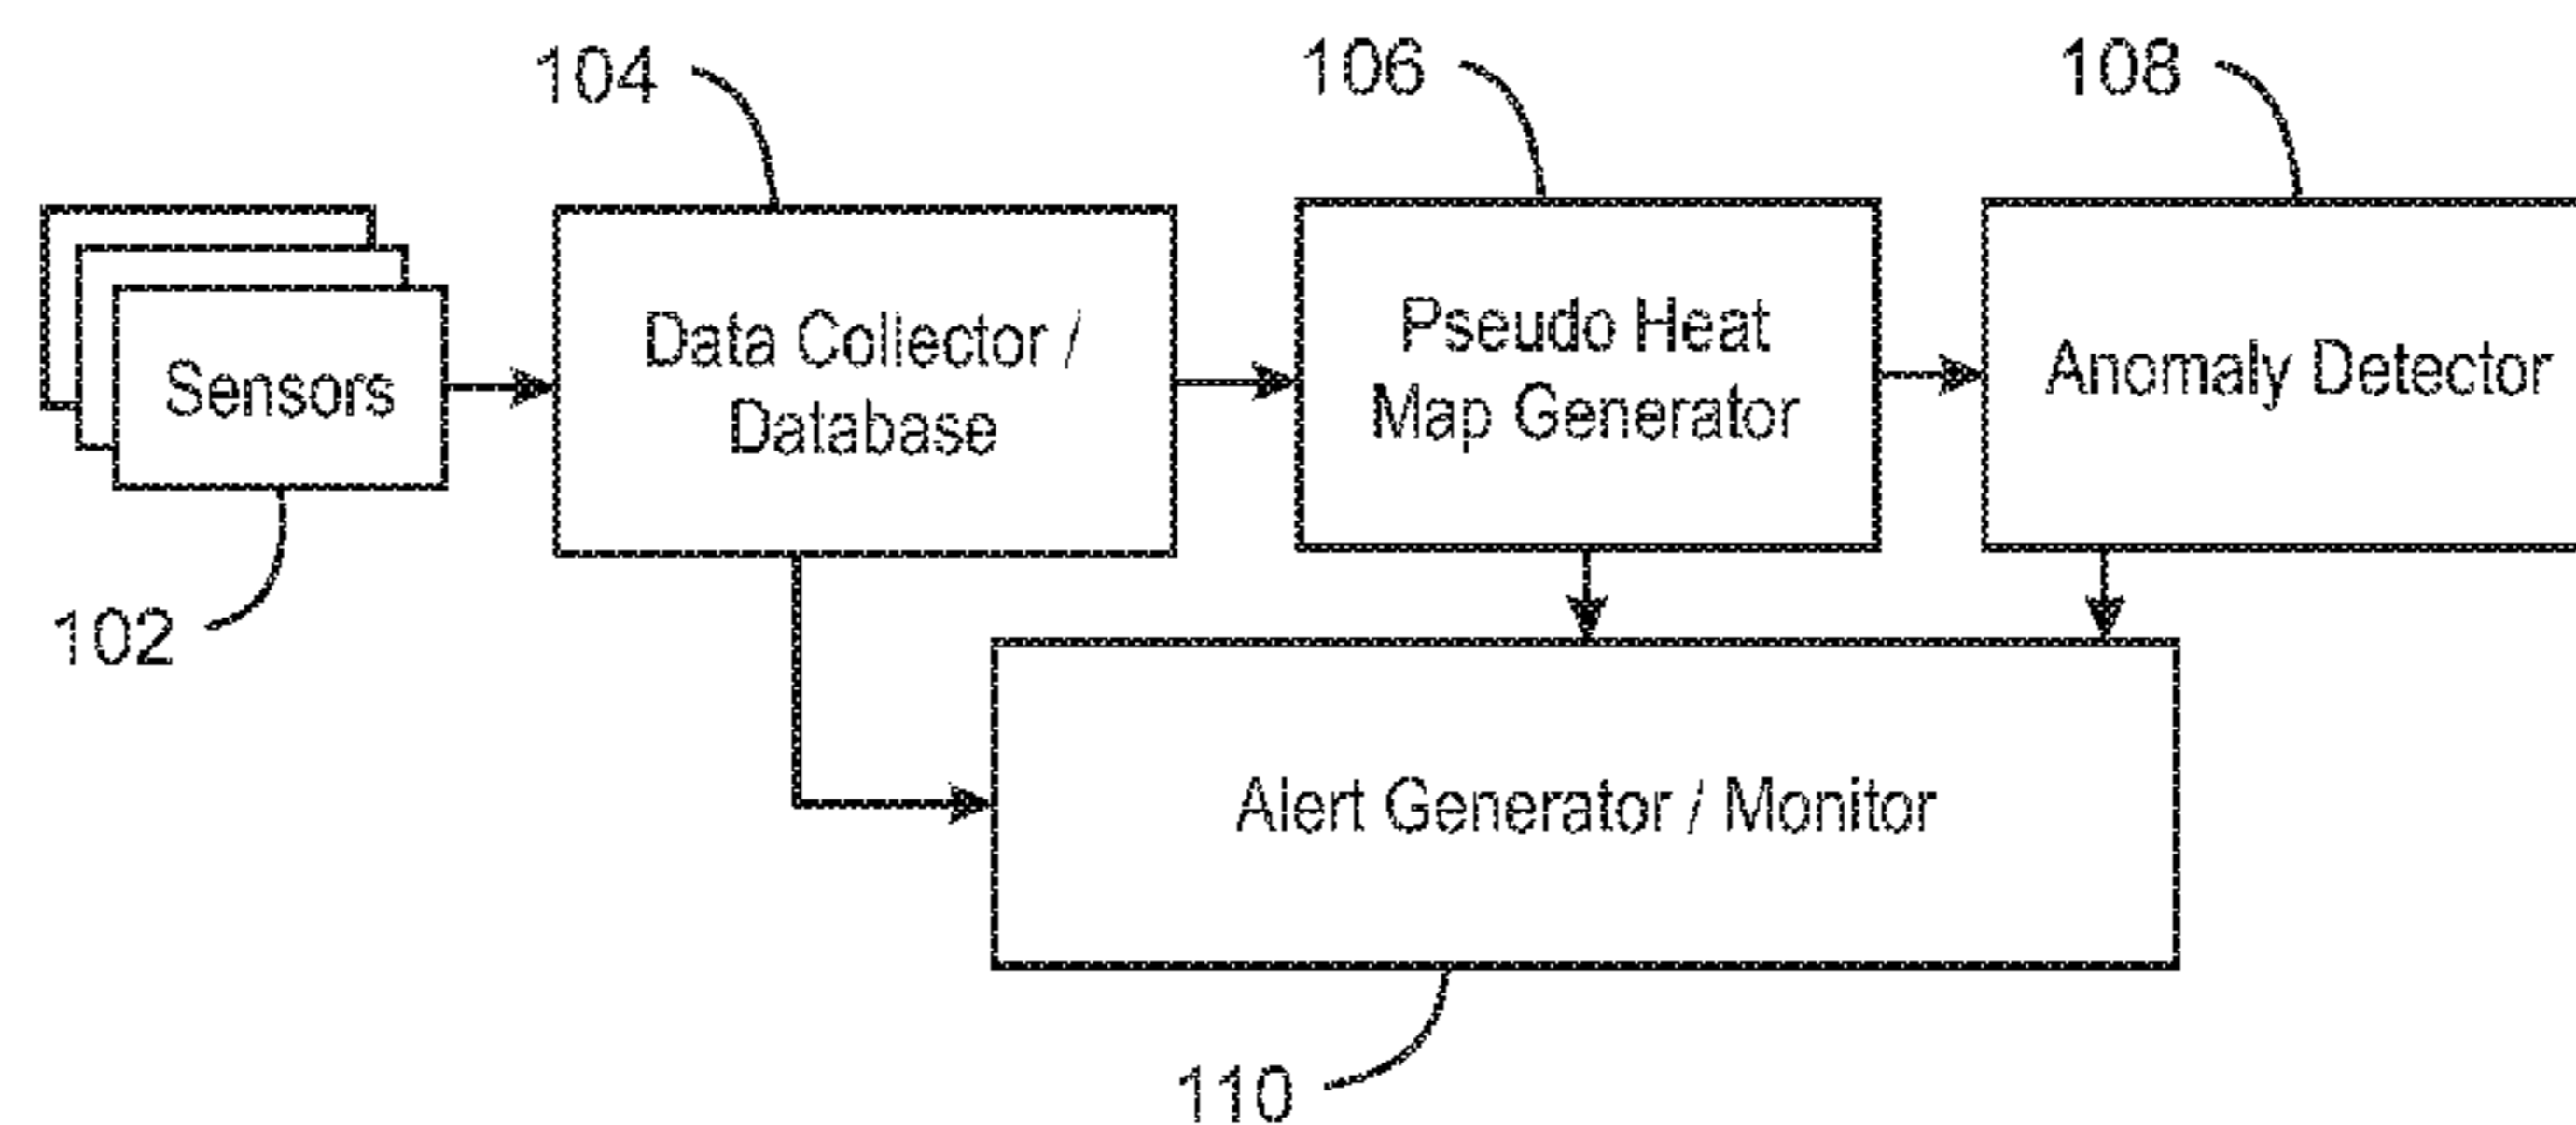 104
106
108
Sensors
Data Collector /
Database
Pseudo Heat
Map Generator
Anomaly Detector
102
Alert Generator / Monitor
110